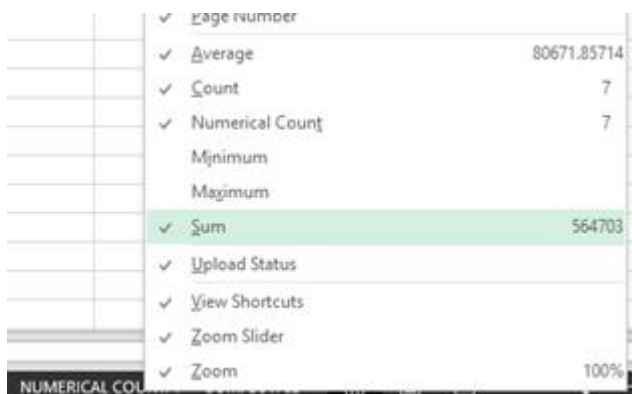 Page Number
Average 80671.85714
Count 7
Numerical Count 7
Minimum
Maximum
Sum 564703
Upload Status
View Shortcuts
Zoom Slider
Zoom 100%
NUMERICAL